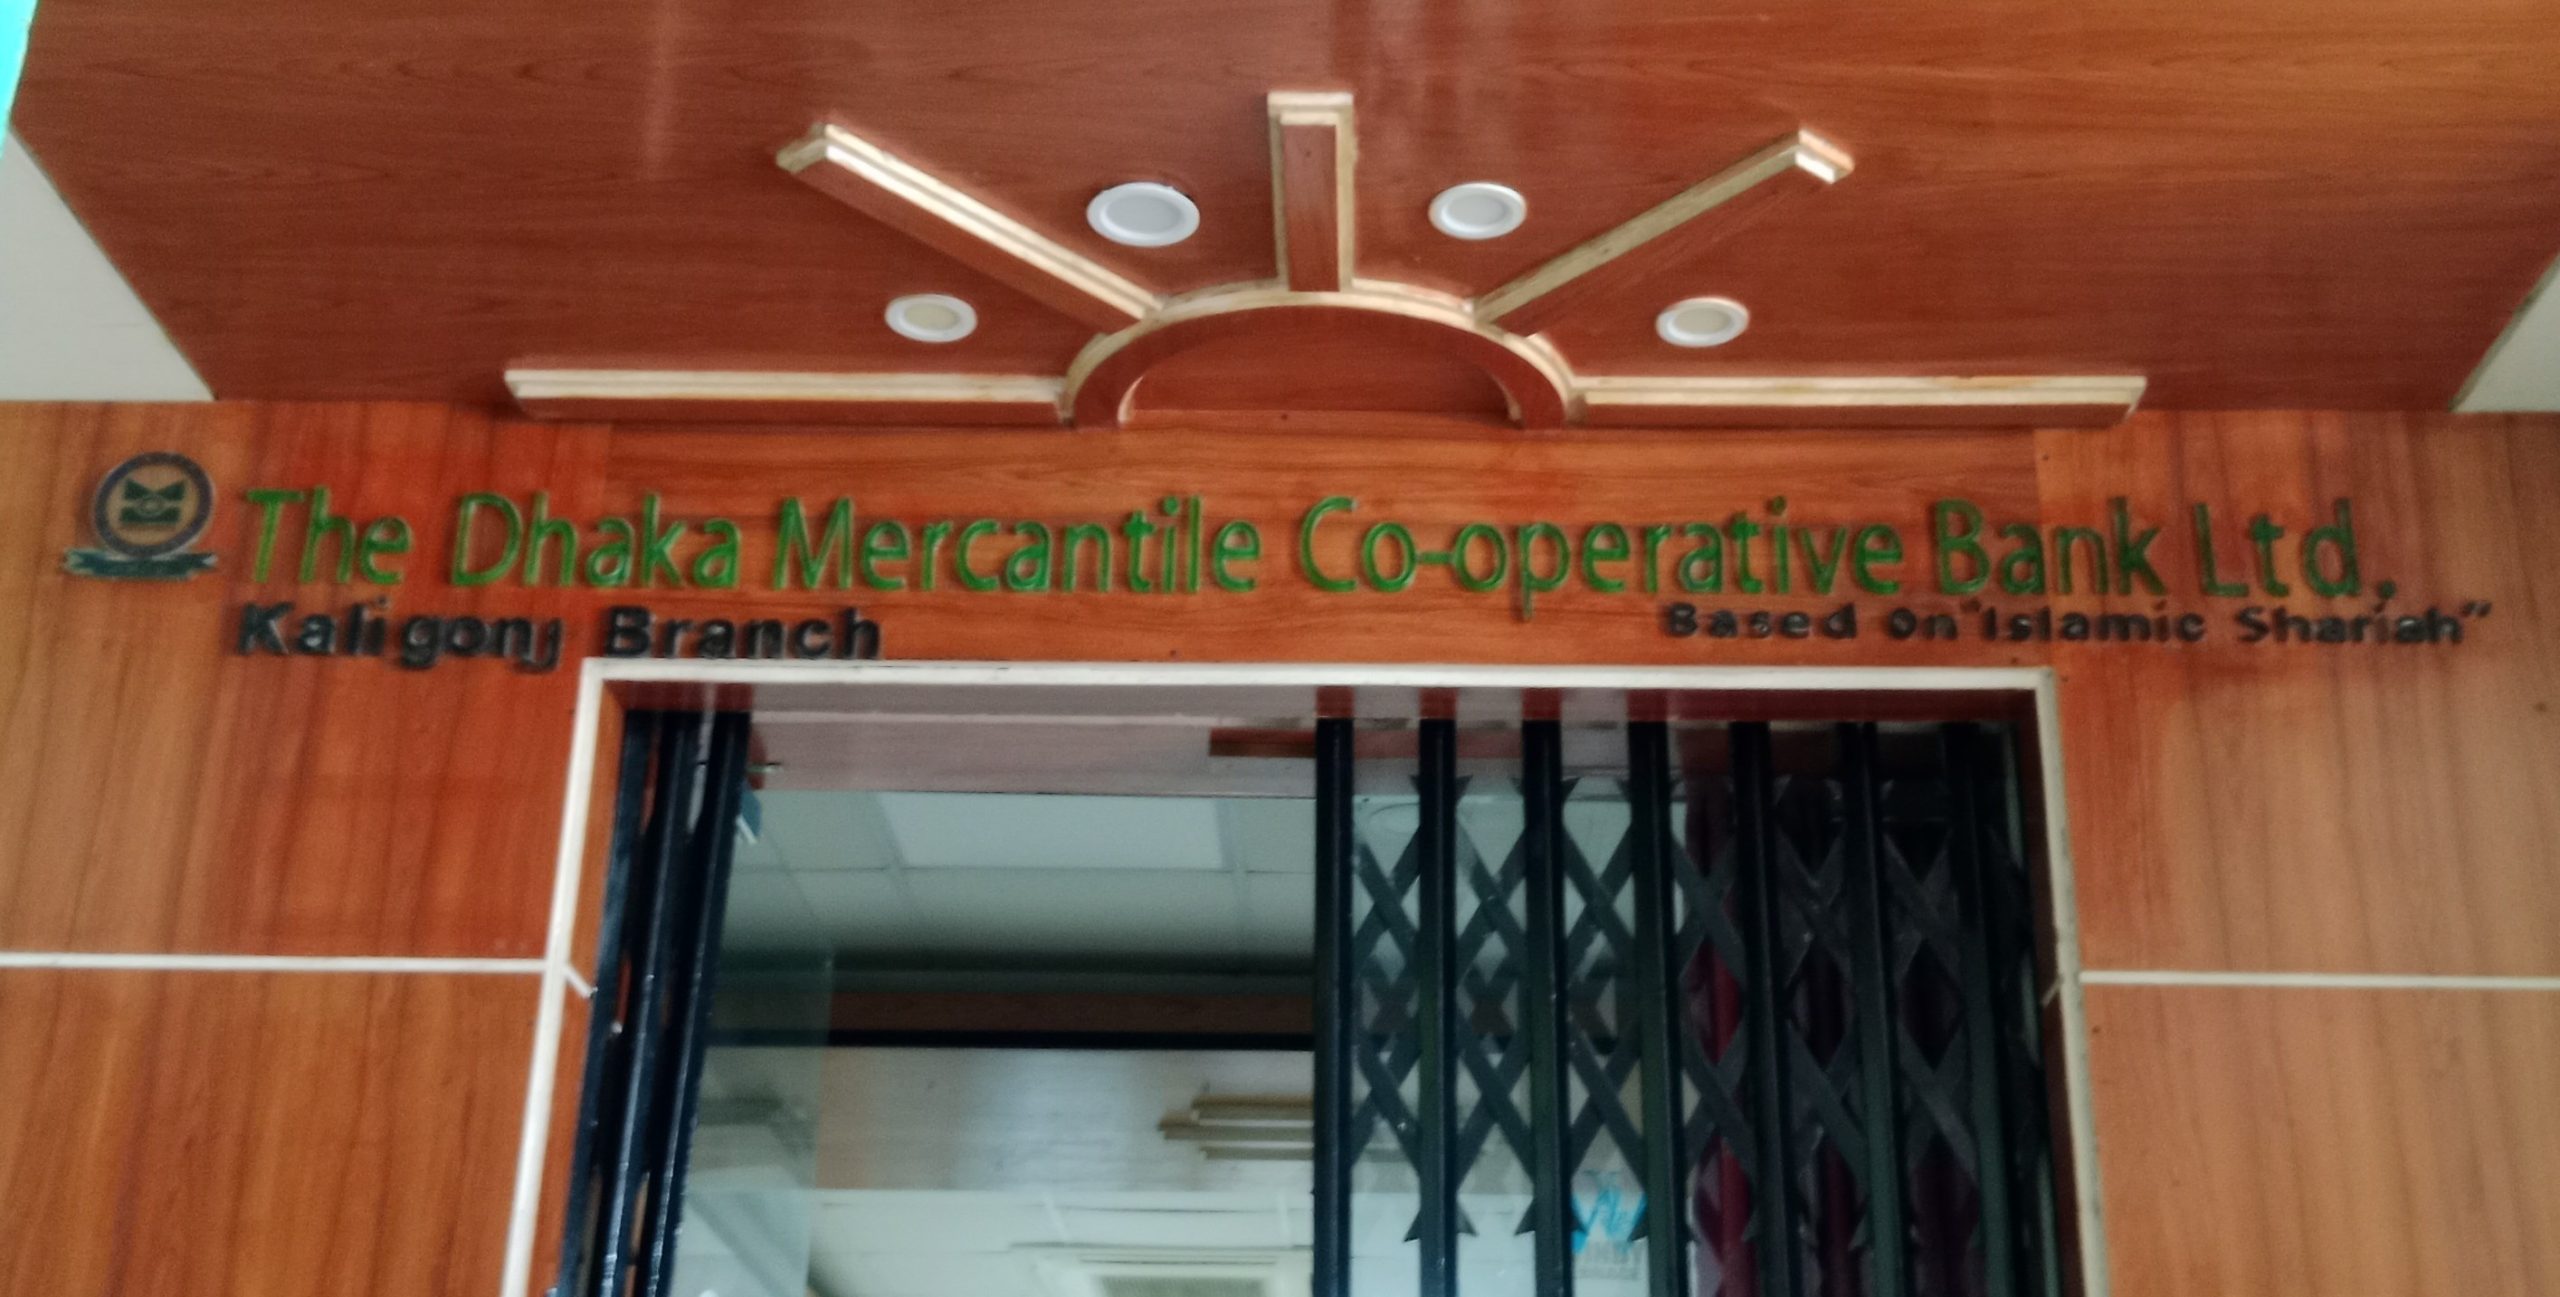 The Dhaka Mercantile Co-operative Bank Ltd.
Kaligonj Branch
Based on "Islamic Shariah"